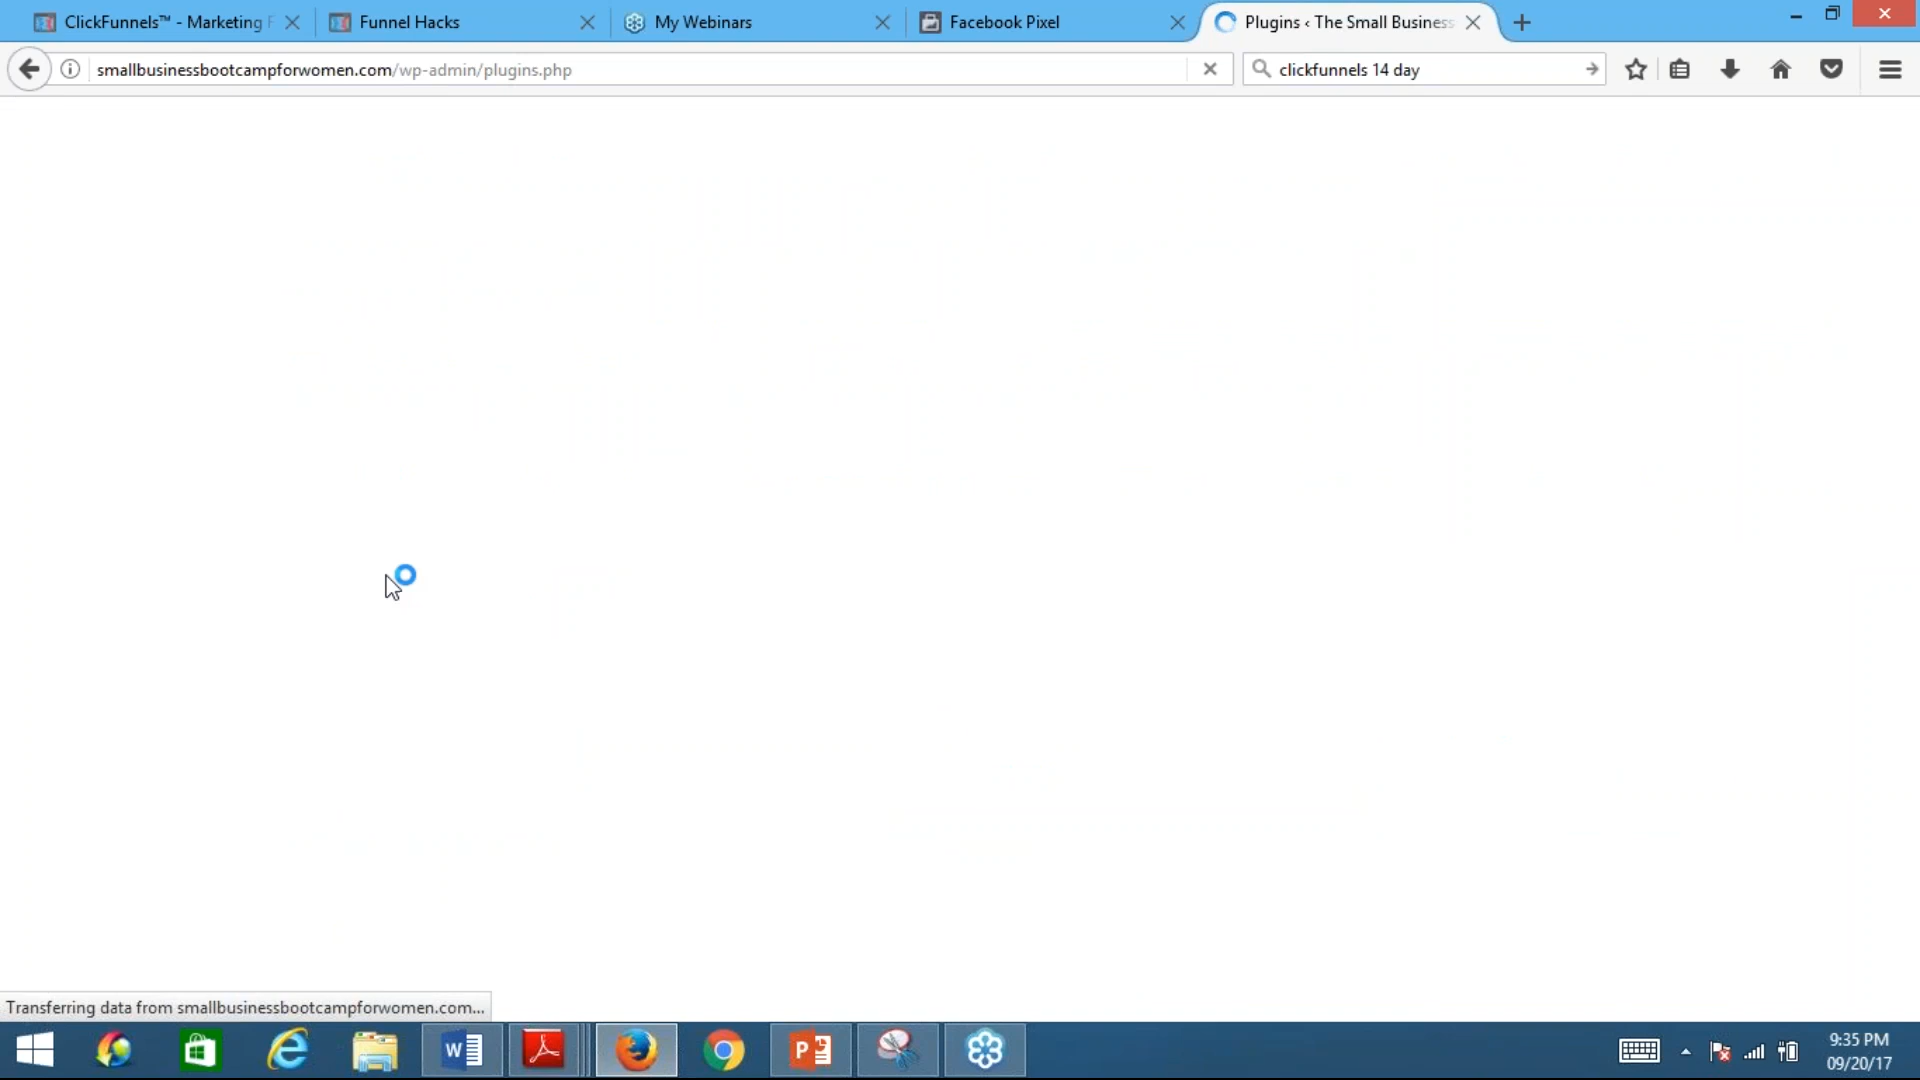 ClickFunnels™ - Marketing F
Funnel Hacks
My Webinars
Facebook Pixel
Plugins ‹ The Small Business
smallbusinessbootcampforwomen.com/wp-admin/plugins.php
clickfunnels 14 day
Transferring data from smallbusinessbootcampforwomen.com...
9:35 PM
09/20/17